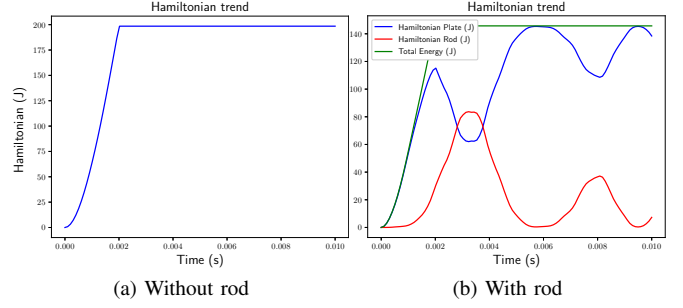 Hamiltonian trend
200
175
150
125
100
75
50
25
0
Hamiltonian (J)
0.000 0.002 0.004 0.006 0.008 0.010
Time (s)
(a) Without rod
Hamiltonian trend
Hamiltonian Plate (J)
Hamiltonian Rod (J)
Total Energy (J)
140
120
100
80
60
40
20
0
0.000 0.002 0.004 0.006 0.008 0.010
Time (s)
(b) With rod